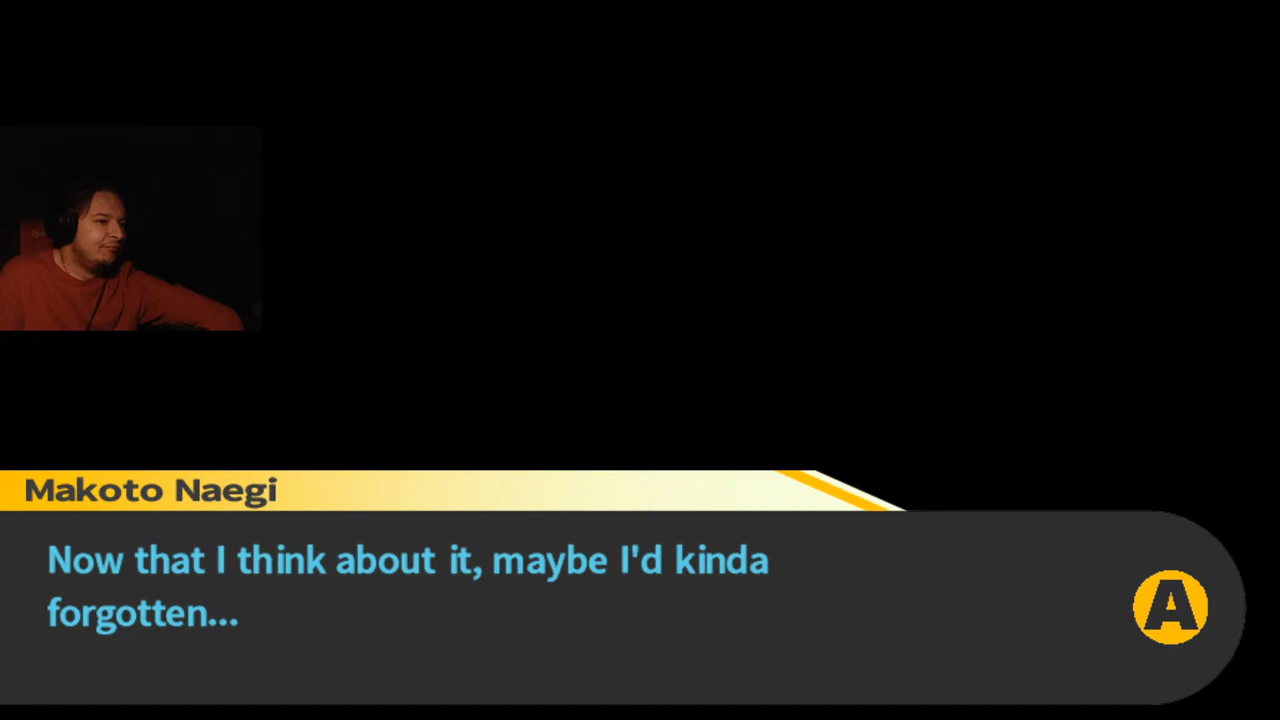 Makoto Naegi
Now that I think about it, maybe I'd kinda
forgotten...
A